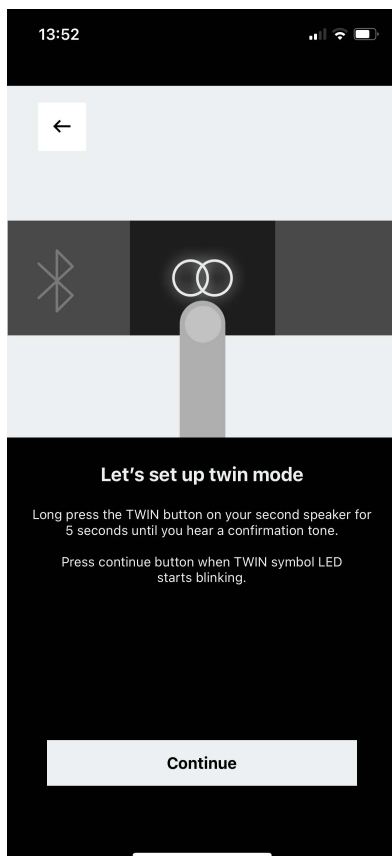 13:52
Let's set up twin mode
Long press the TWIN button on your second speaker for
5 seconds until you hear a confirmation tone.
Press continue button when TWIN symbol LED
starts blinking.
Continue